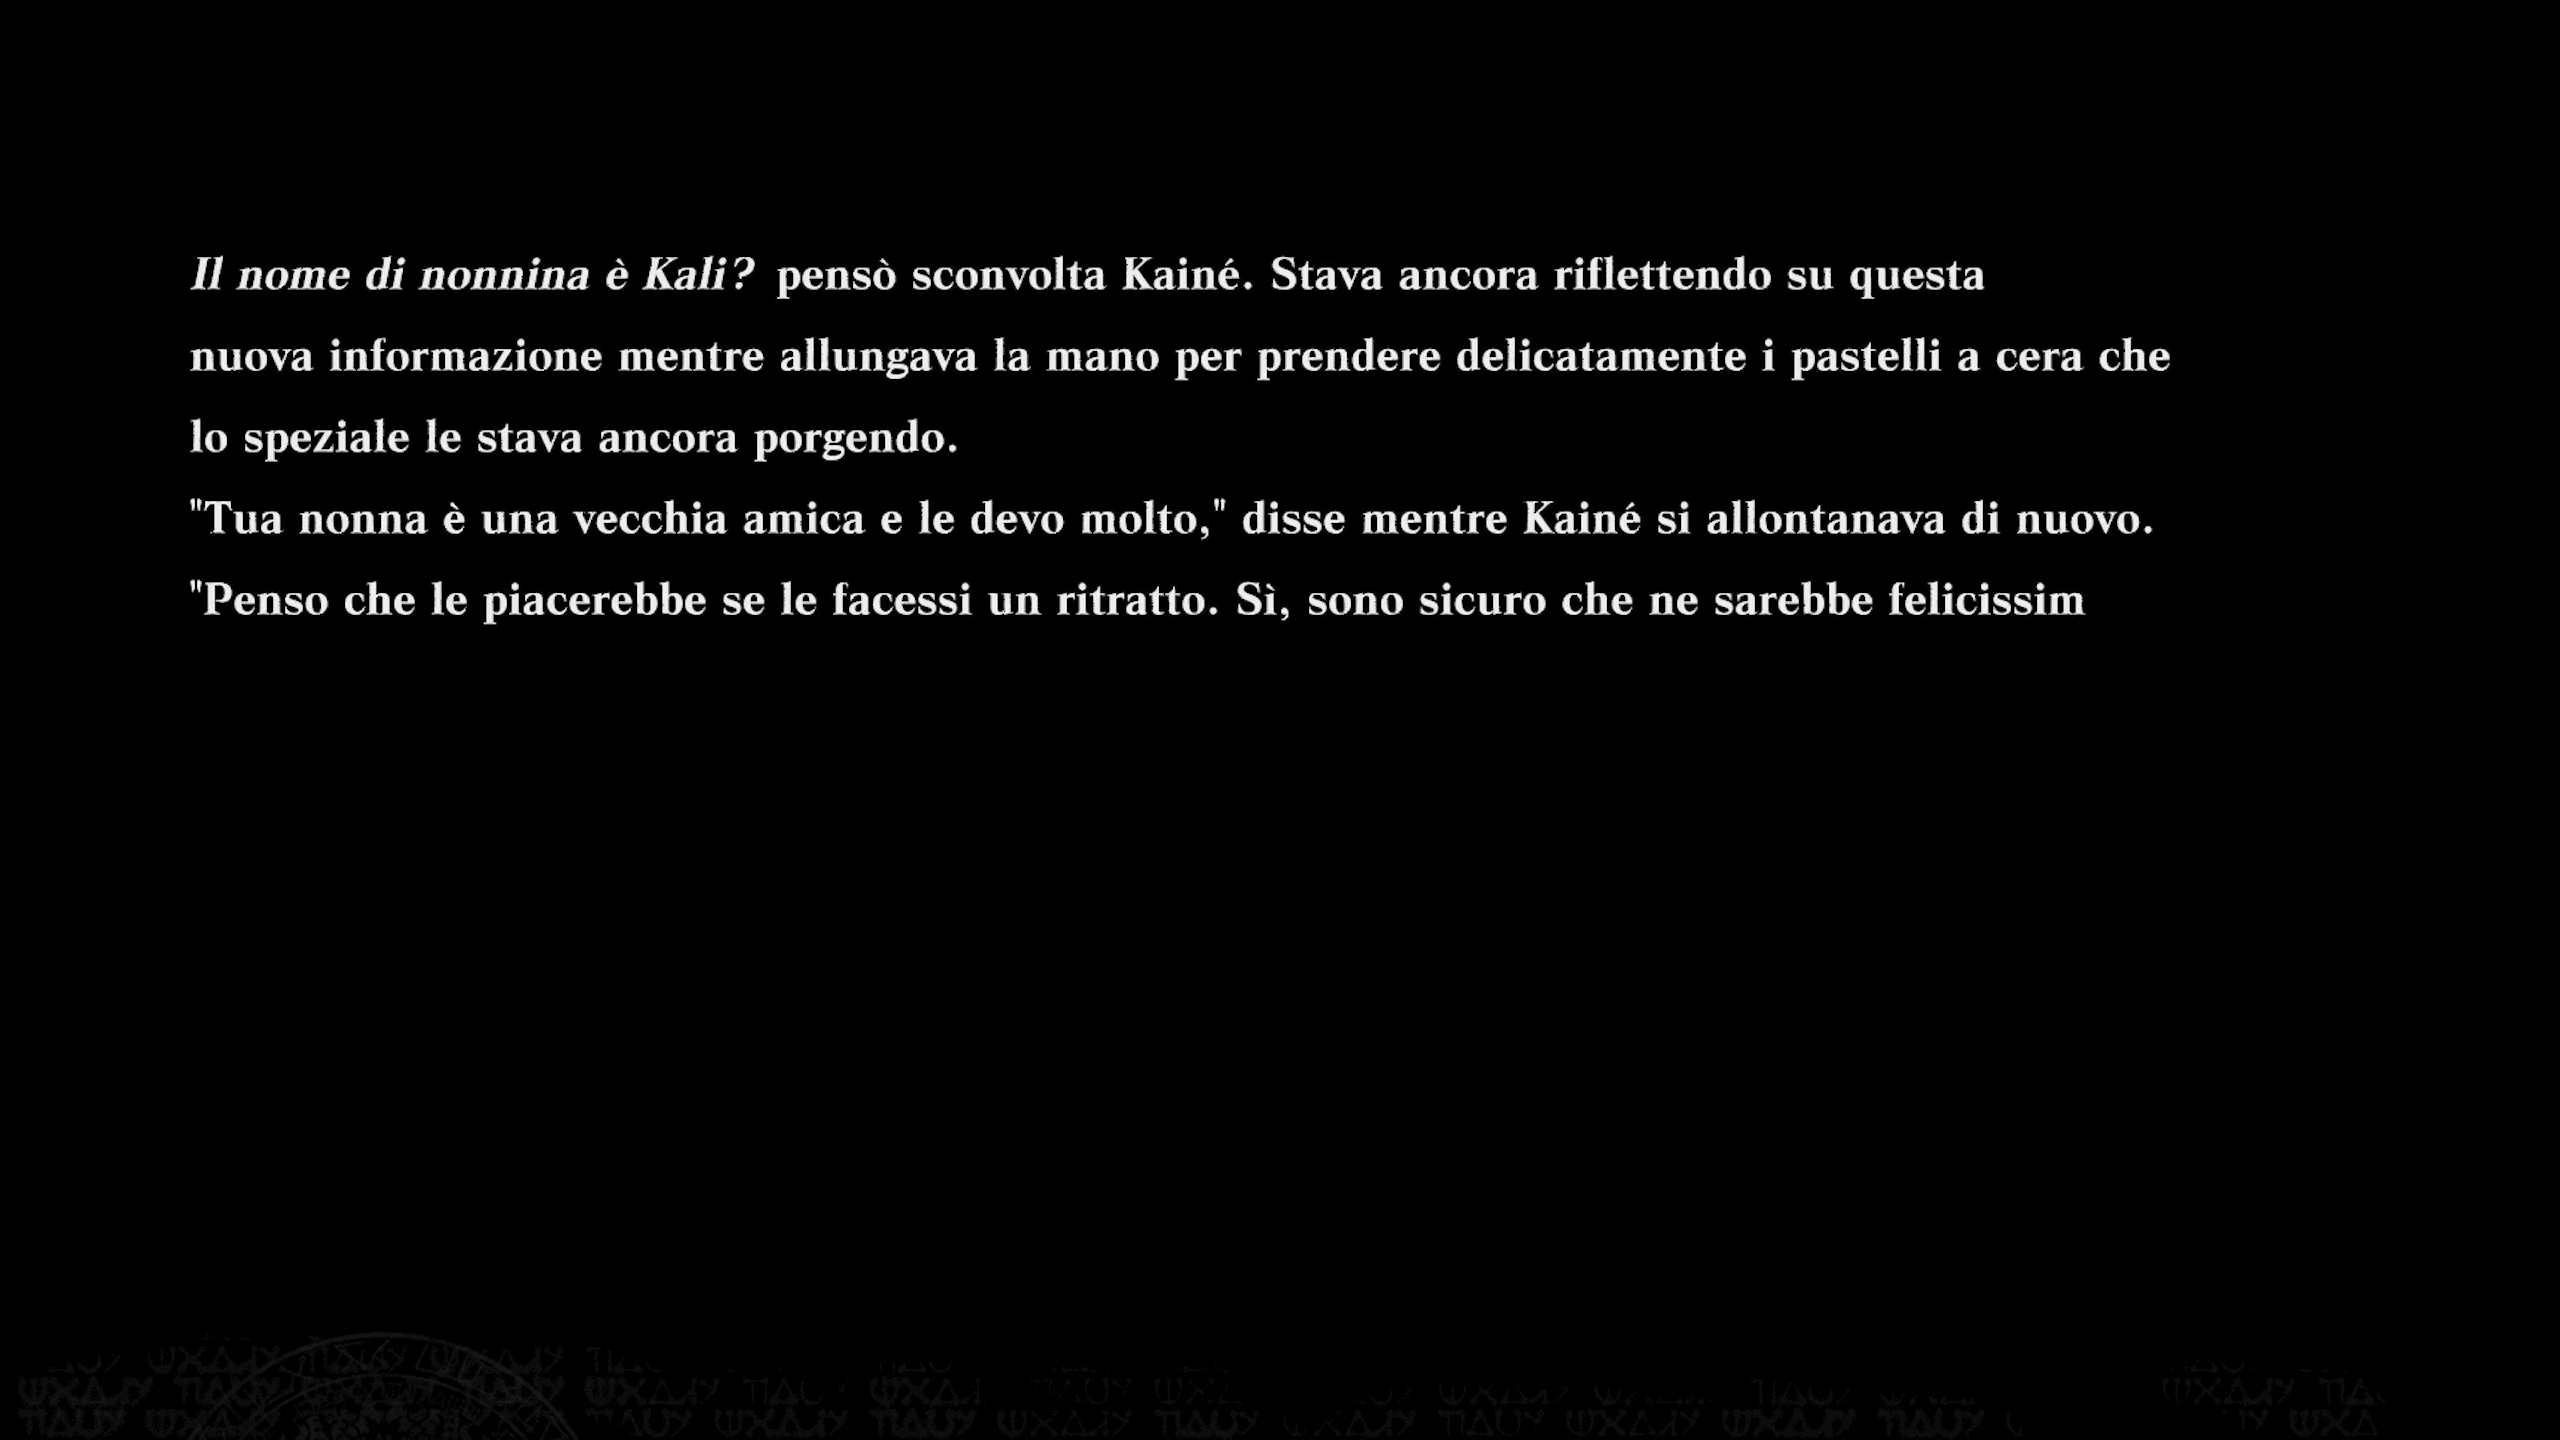 Il nome di nonnina è Kali? pensò sconvolta Kainé. Stava ancora riflettendo su questa
nuova informazione mentre allungava la mano per prendere delicatamente i pastelli a cera che
lo speziale le stava ancora porgendo.
"Tua nonna è una vecchia amica e le devo molto," disse mentre Kainé si allontanava di nuovo.
"Penso che le piacerebbe se le facessi un ritratto. Sì, sono sicuro che ne sarebbe felicissim